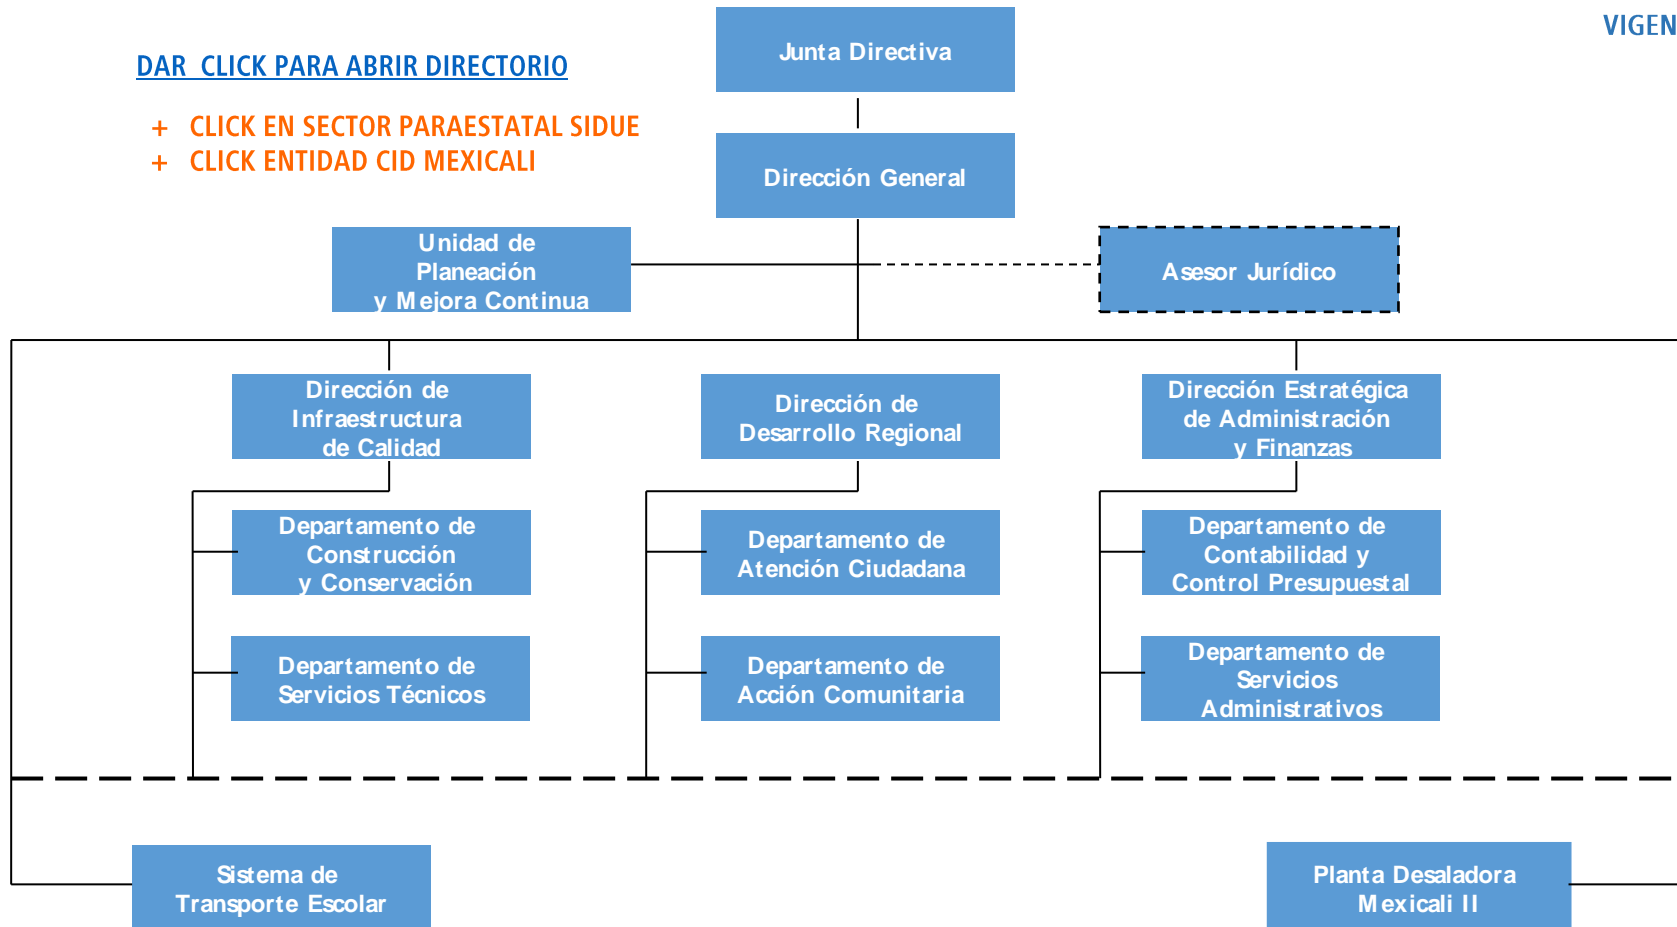 VIGEN
Junta Directiva
DAR CLICK PARA ABRIR DIRECTORIO
+ CLICK EN SECTOR PARAESTATAL SIDUE
+ CLICK ENTIDAD CID MEXICALI
Dirección General
Unidad de
Planeación
y Mejora Continua
Asesor Jurídico
Dirección de
Infraestructura
de Calidad
Dirección de
Desarrollo Regional
Dirección Estratégica
de Administración
y Finanzas
Departamento de
Construcción
y Conservación
Departamento de
Atención Ciudadana
Departamento de
Contabilidad y
Control Presupuestal
Departamento de
Servicios Técnicos
Departamento de
Acción Comunitaria
Departamento de
Servicios
Administrativos
Sistema de
Transporte Escolar
Planta Desaladora
Mexicali II